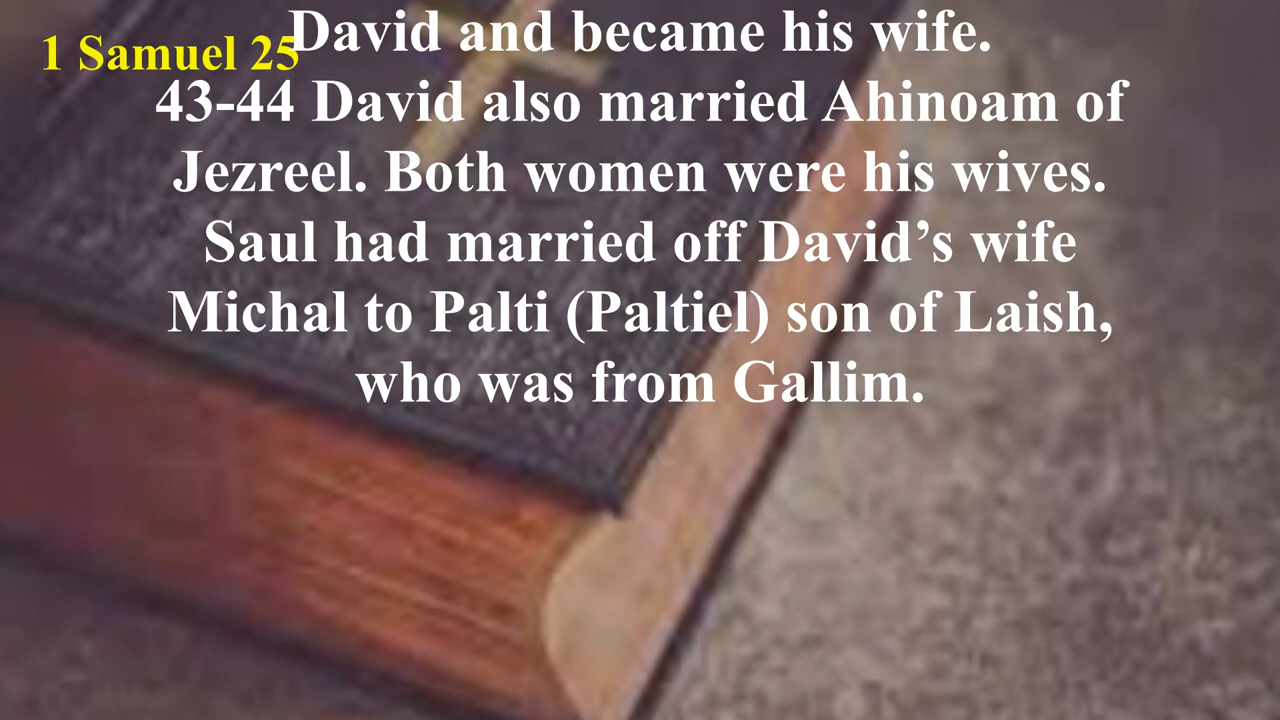 1 Samuel 25
David and became his wife.
43-44 David also married Ahinoam of
Jezreel. Both women were his wives.
Saul had married off David’s wife
Michal to Palti (Paltiel) son of Laish,
who was from Gallim.